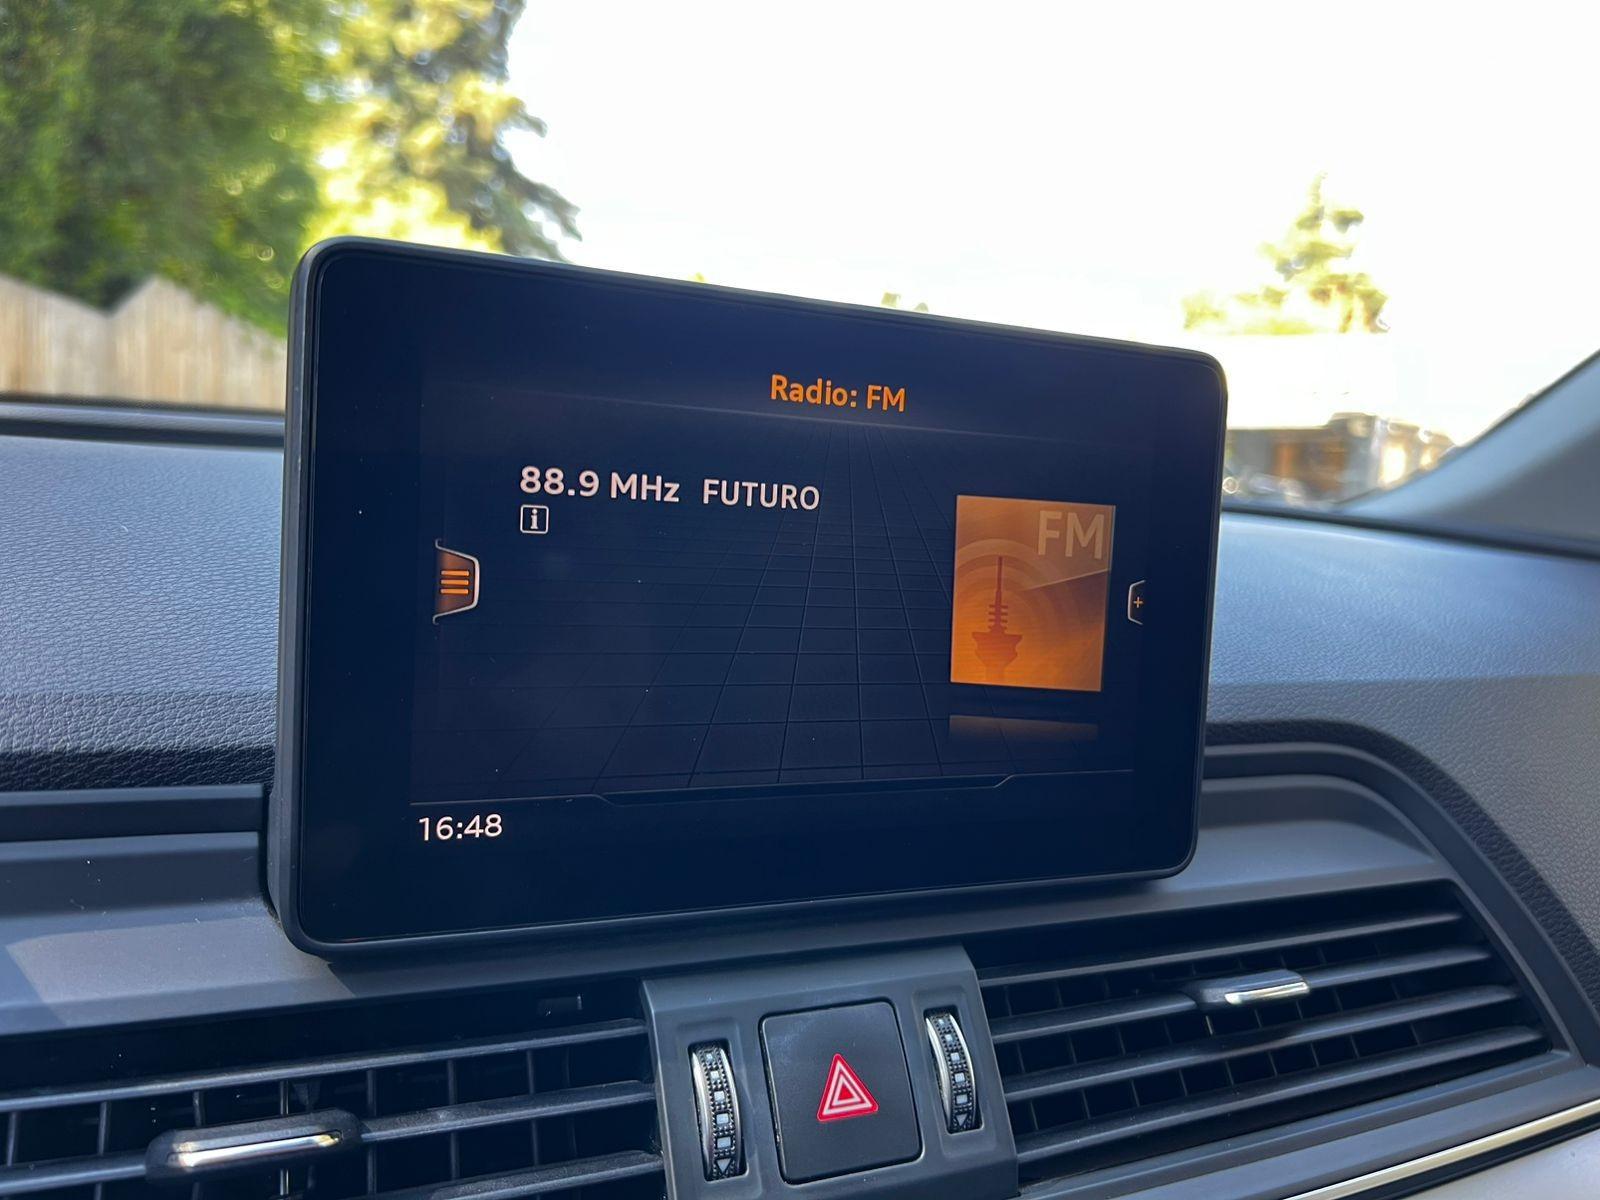 Radio: FM
88.9 MHz FUTURO
i
FM
16:48